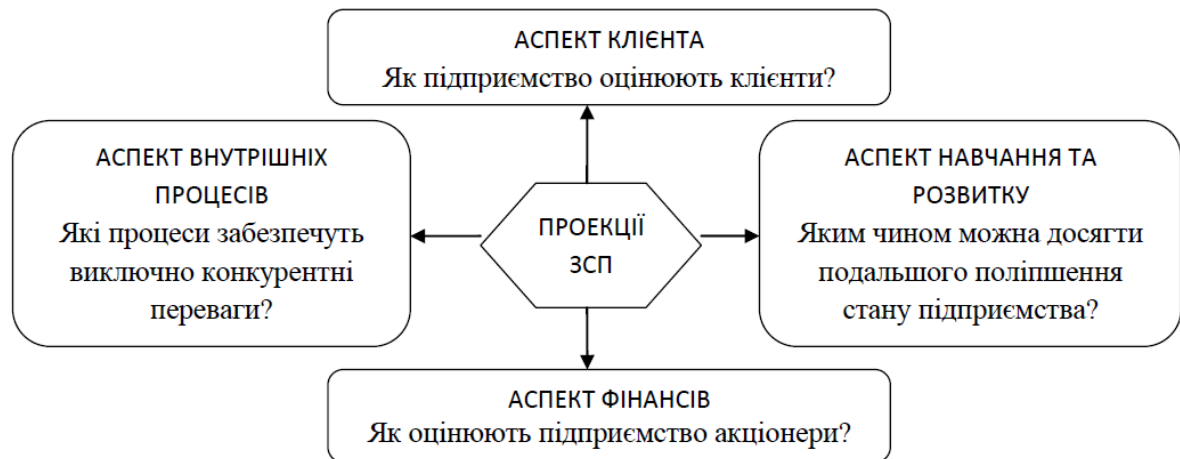 АСПЕКТ КЛІЄНТА
Як підприємство оцінюють клієнти?
АСПЕКТ ВНУТРІШНІХ
ПРОЦЕСІВ
Які процеси забезпечуть
виключно конкурентні
переваги?
ПРОЕКЦІЇ
ЗСП
АСПЕКТ НАВЧАННЯ ТА
РОЗВИТКУ
Яким чином можна досягти
подальшого поліпшення
стану підприємства?
АСПЕКТ ФІНАНСІВ
Як оцінюють підприємство акціонери?